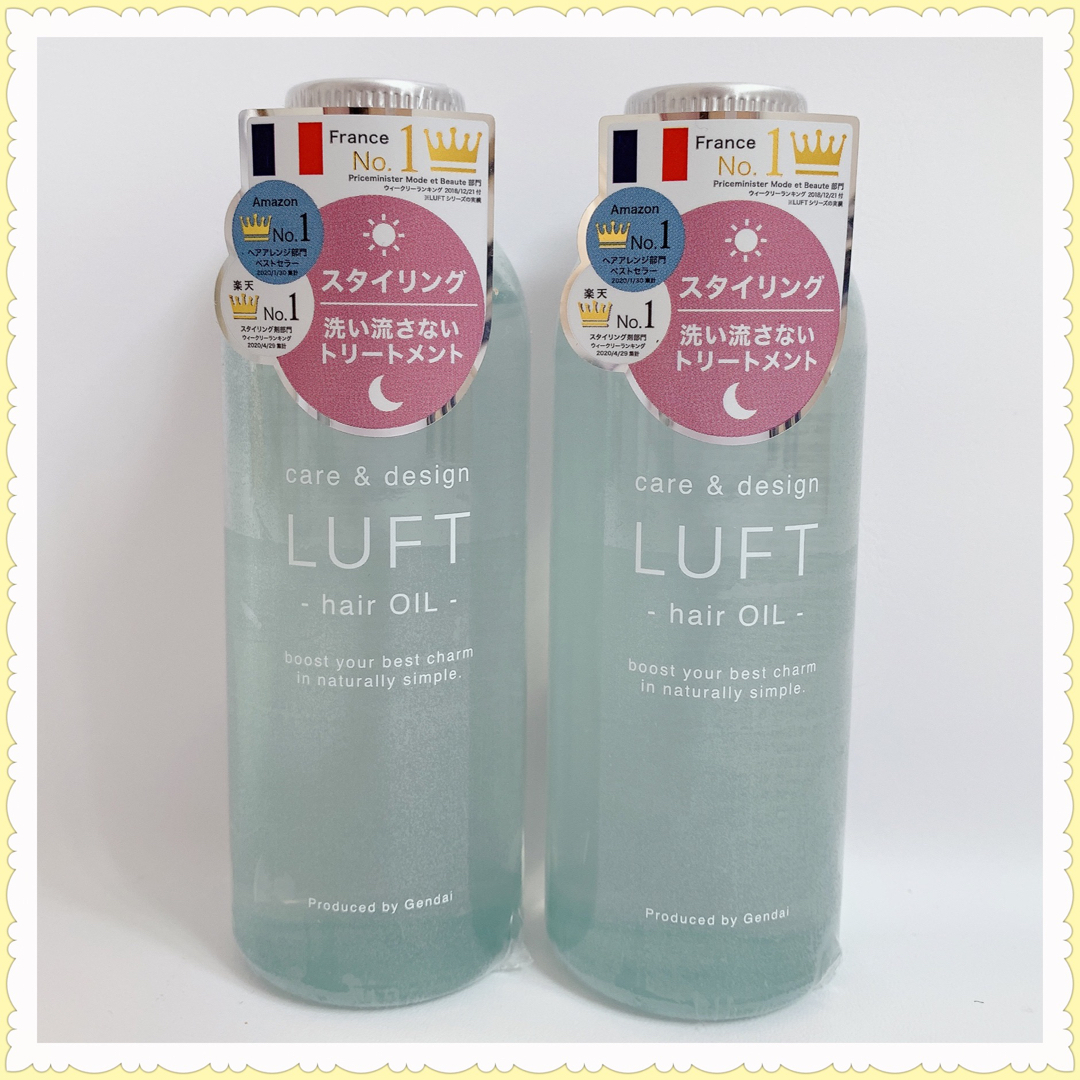 France
No.1
Priceminister Mode et Beaute 部門
ウィークリーランキング 2018/12/21付
※LUFTシリーズの実績
Amazon
No.1
ヘアアレンジ部門
ベストセラー
2020/1/30 集計
楽天
No.1
スタイリング剤部門
ウィークリーランキング
2020/4/29 集計
スタイリング
洗い流さない
トリートメント
care & design
LUFT
- hair OIL -
boost your best charm
in naturally simple.
Produced by Gendai
France
No.1
Priceminister Mode et Beaute 部門
ウィークリーランキング 2018/12/21付
※LUFTシリーズの実績
Amazon
No.1
ヘアアレンジ部門
ベストセラー
2020/1/30 集計
楽天
No.1
スタイリング剤部門
ウィークリーランキング
2020/4/29 集計
スタイリング
洗い流さない
トリートメント
care & design
LUFT
- hair OIL -
boost your best charm
in naturally simple.
Produced by Gendai